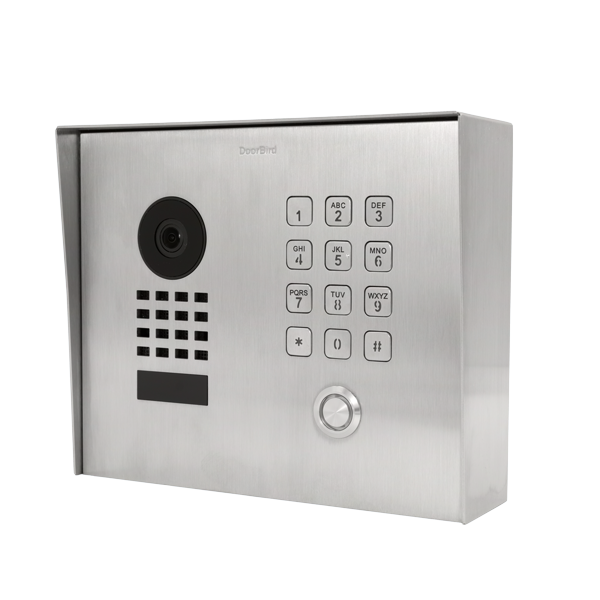 DoorBird
1
ABC
2
DEF
3
GHI
4
JKL
5
MNO
6
PQRS
7
TUV
8
WXYZ
9
*
0
#